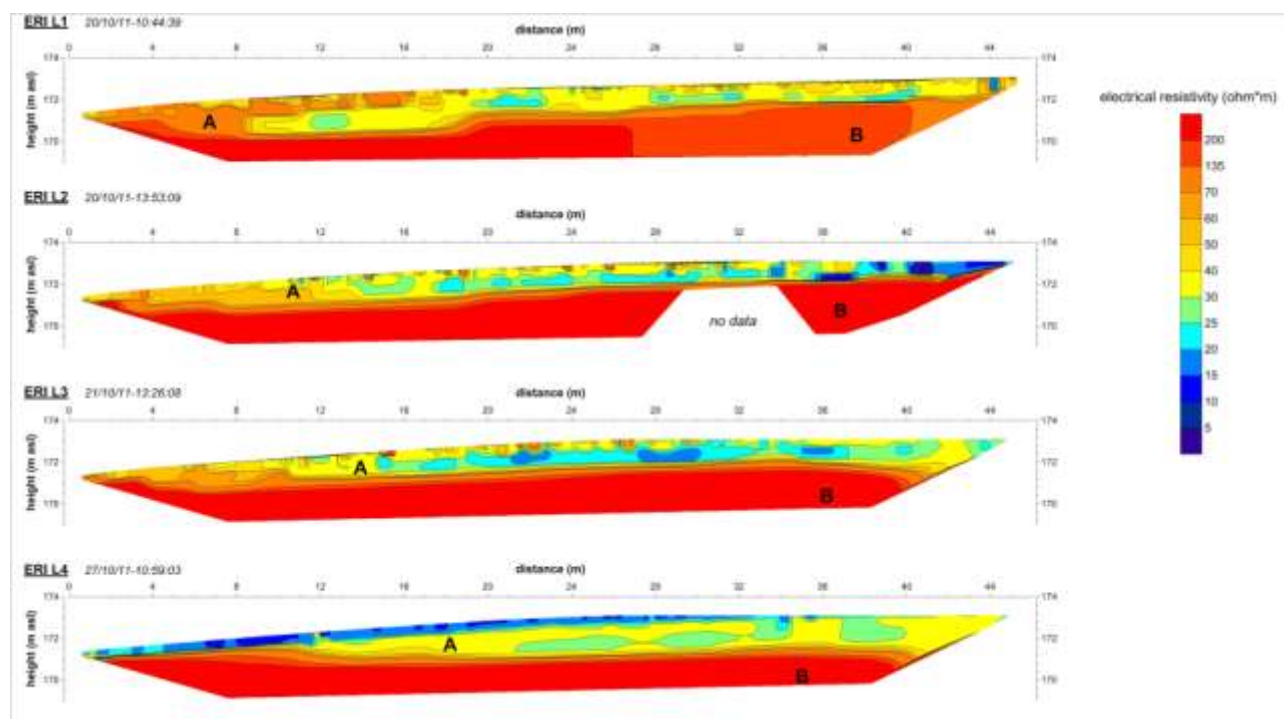 ERI L1 20/10/11-10:44:39
distance (m)
0 4 8 12 16 20 24 28 32 36 40 44
174 174
172 172
170 170
height (m asl)
A
B
ERI L2 20/10/11-13:53:09
distance (m)
0 4 8 12 16 20 24 28 32 36 40 44
174 174
172 172
170 170
height (m asl)
A
B
no data
ERI L3
distance (m)
0 4 8 12 16 20 24 28 32 36 40 44
174 174
172 172
170 170
height (m asl)
A
B
ERI L4 27/10/11-10:59:03
distance (m)
0 4 8 12 16 20 24 28 32 36 40 44
174 174
172 172
170 170
height (m asl)
A
B
electrical resistivity (ohm*m)
200
135
70
60
50
40
30
25
20
15
10
5